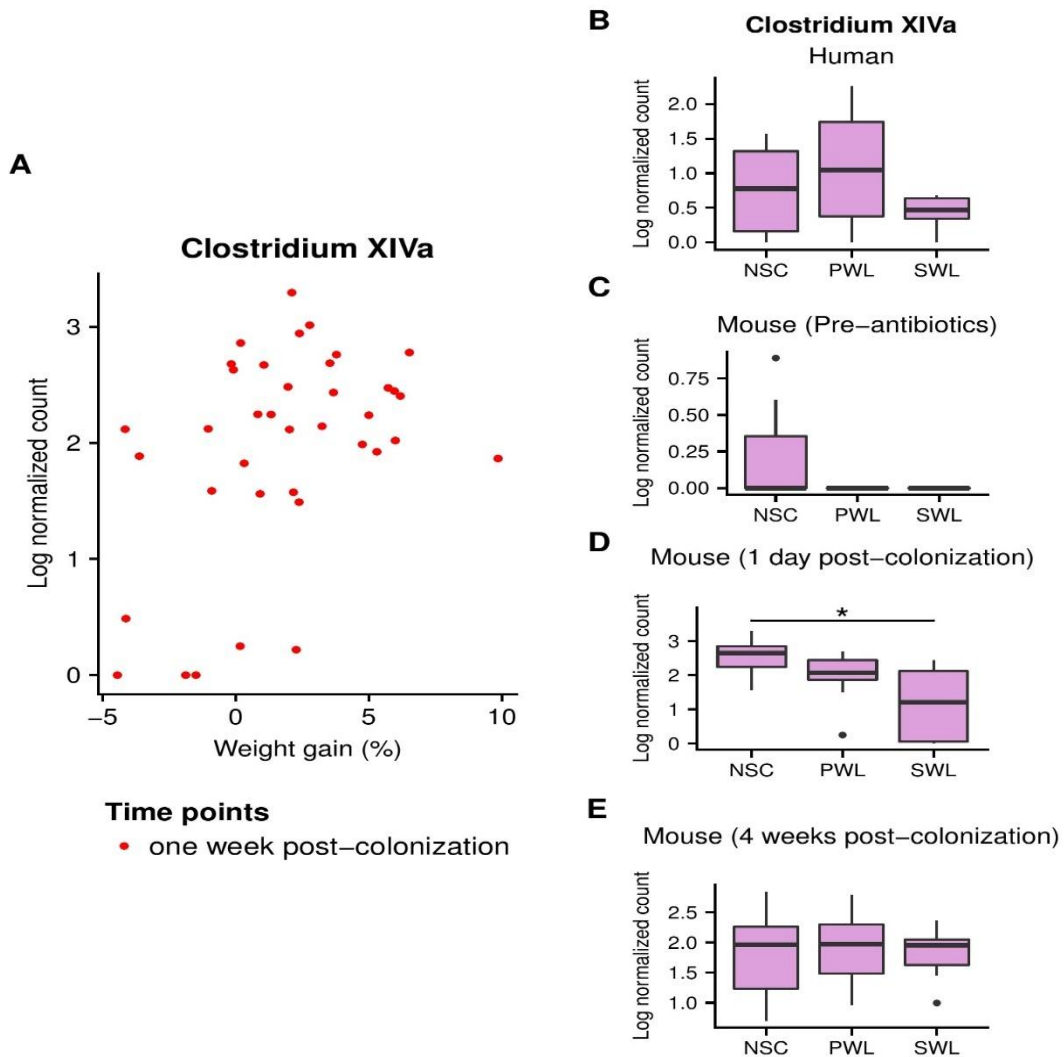 A
Clostridium XIVa
Log normalized count
3
2
1
0
−5 0 5 10
Weight gain (%)
Time points
one week post−colonization
B
Clostridium XIVa
Human
Log normalized count
2.0
1.5
1.0
0.5
0.0
NSC PWL SWL
C
Mouse (Pre−antibiotics)
Log normalized count
0.75
0.50
0.25
0.00
NSC PWL SWL
D
Mouse (1 day post−colonization)
Log normalized count
*
3
2
1
0
NSC PWL SWL
E
Mouse (4 weeks post−colonization)
Log normalized count
2.5
2.0
1.5
1.0
NSC PWL SWL